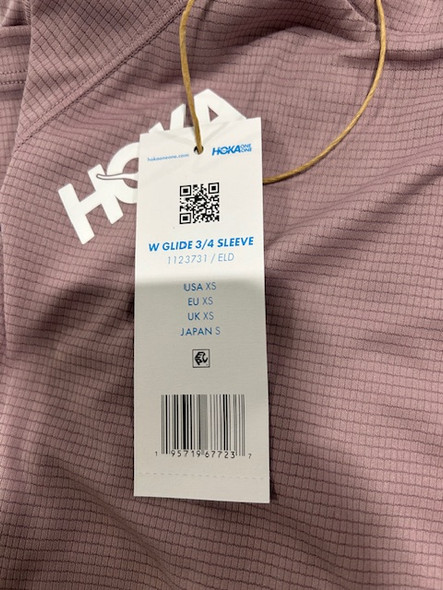 HOKA
hokaoneone.com HOKA ONE ONE
W GLIDE 3/4 SLEEVE
1123731 / ELD
USA XS
EU XS
UK XS
JAPAN S
1 95719 67723 7